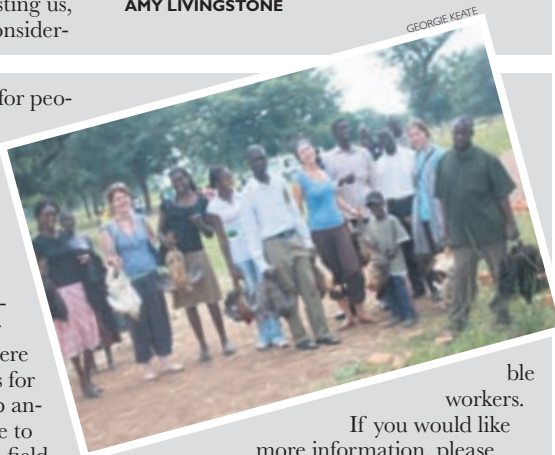 sting us,
onsider-
for peo-
ere
s for
o an-
e to
field
AMY LIVINGSTONE
GEORGIE KEATE
ble
workers.
If you would like
more information, please